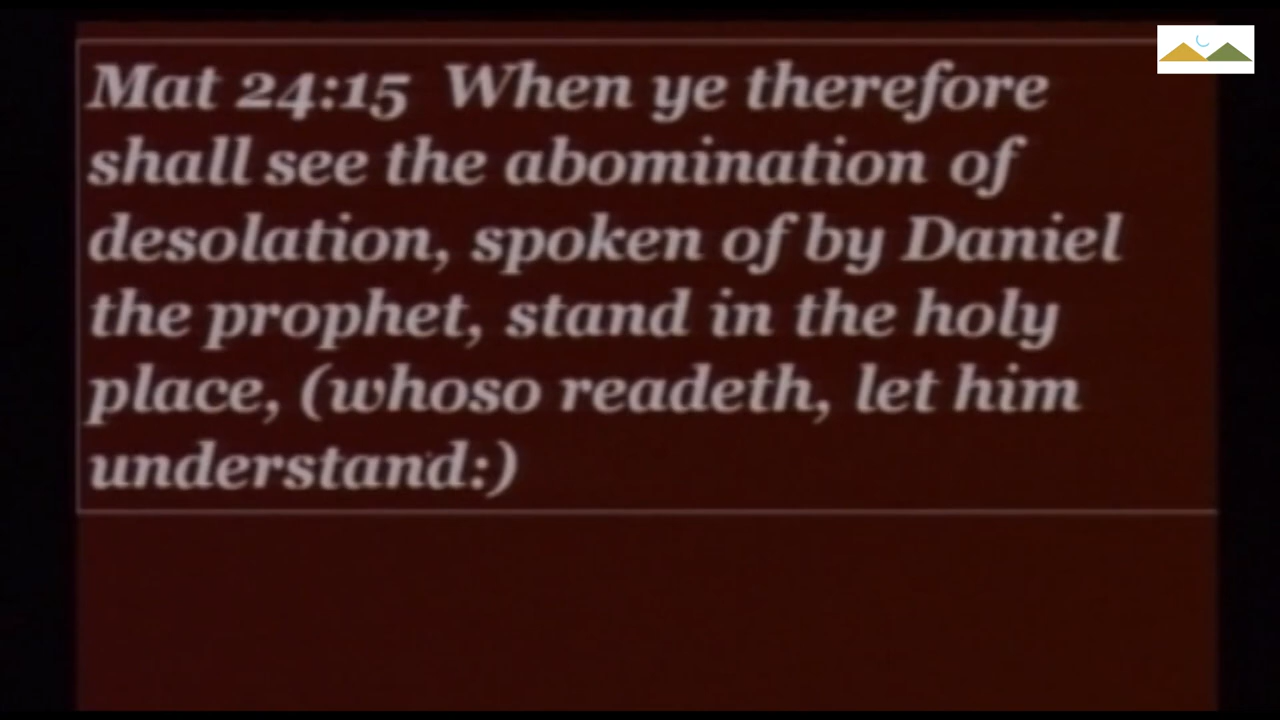 Mat 24:15  When ye therefore
shall see the abomination of
desolation, spoken of by Daniel
the prophet, stand in the holy
place, (whoso readeth, let him
understand:)